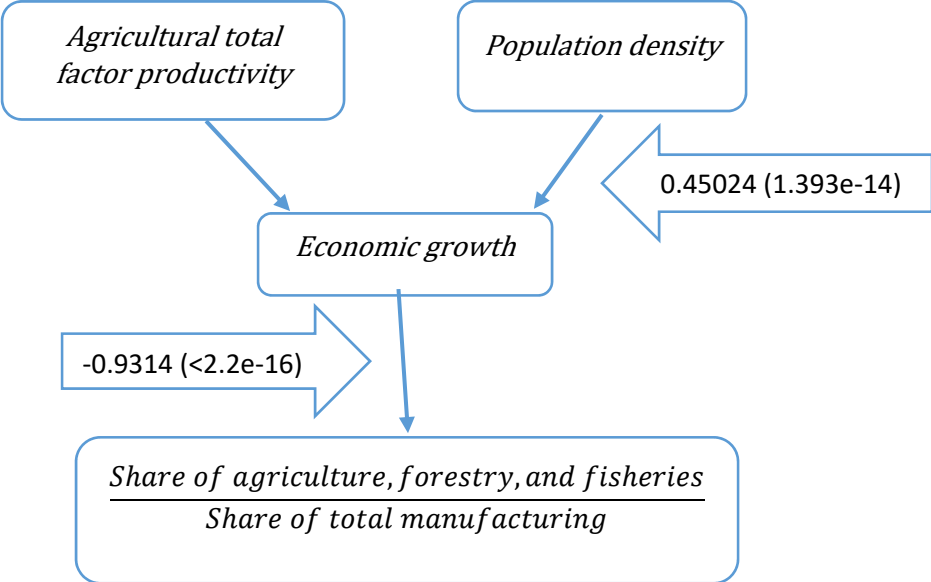 Agricultural total
factor productivity
Population density
0.45024 (1.393e-14)
Economic growth
-0.9314 (<2.2e-16)
Share of agriculture, forestry, and fisheries
Share of total manufacturing